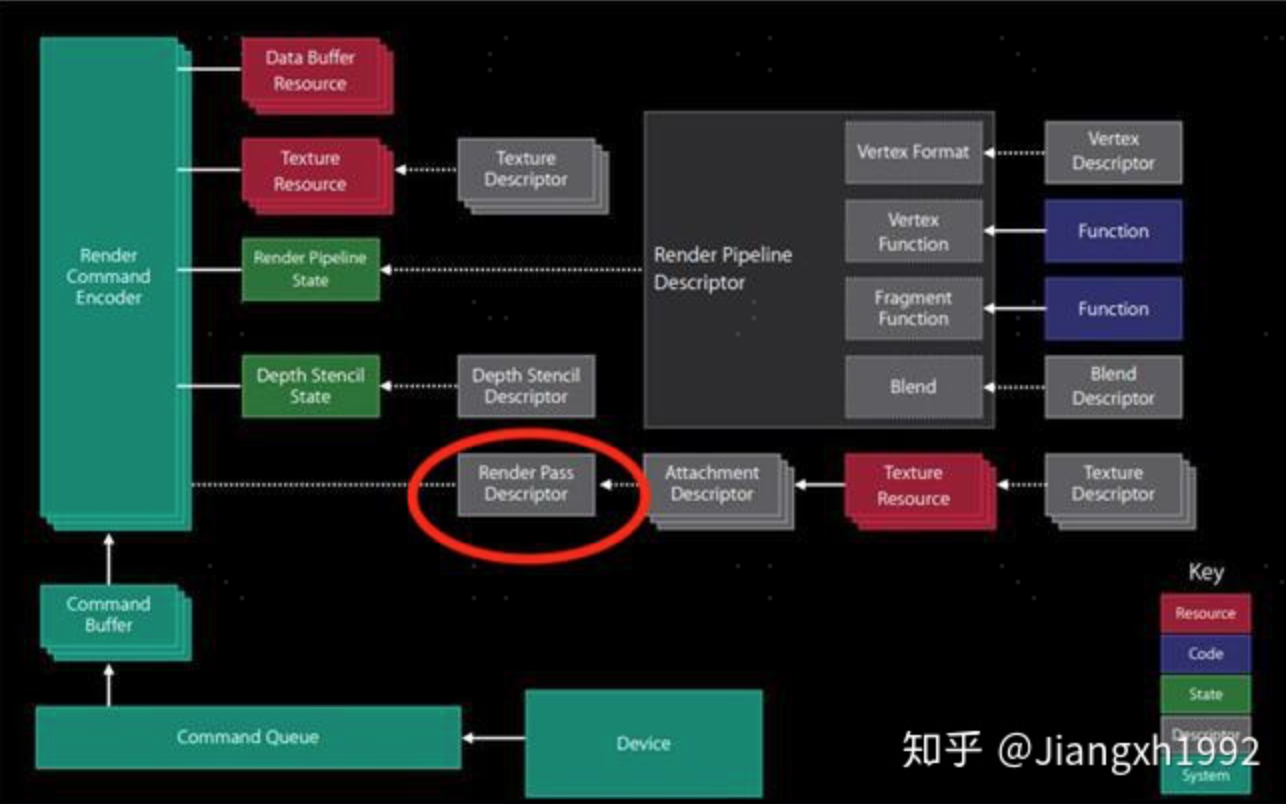 Data Buffer
Resource
Texture
Resource
Texture
Descriptor
Render
Command
Encoder
Render Pipeline
State
Render Pipeline
Descriptor
Vertex Format
Vertex
Descriptor
Vertex
Function
Function
Fragment
Function
Function
Blend
Blend
Descriptor
Depth Stencil
State
Depth Stencil
Descriptor
Render Pass
Descriptor
Attachment
Descriptor
Texture
Resource
Texture
Descriptor
Command
Buffer
Command Queue
Device
Key
Resource
Code
State
Descriptor
System
知乎 @Jiangxh1992